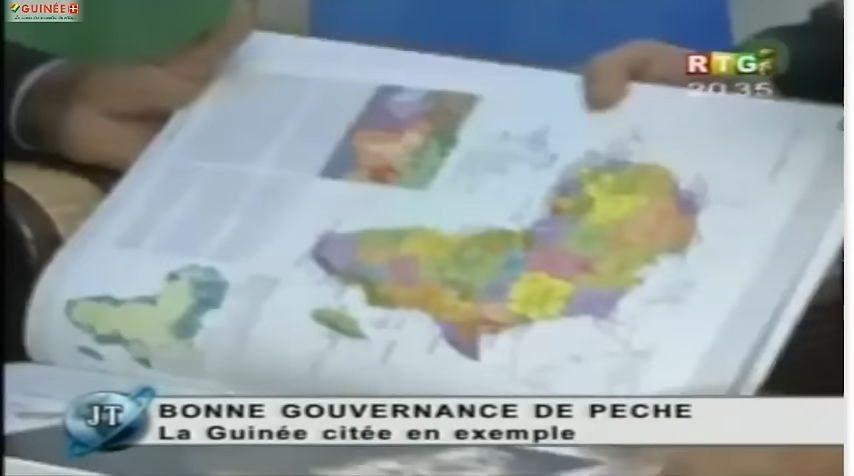 GUINÉE+
RTG
20:35
JT
BONNE GOUVERNANCE DE PECHE
La Guinée citée en exemple